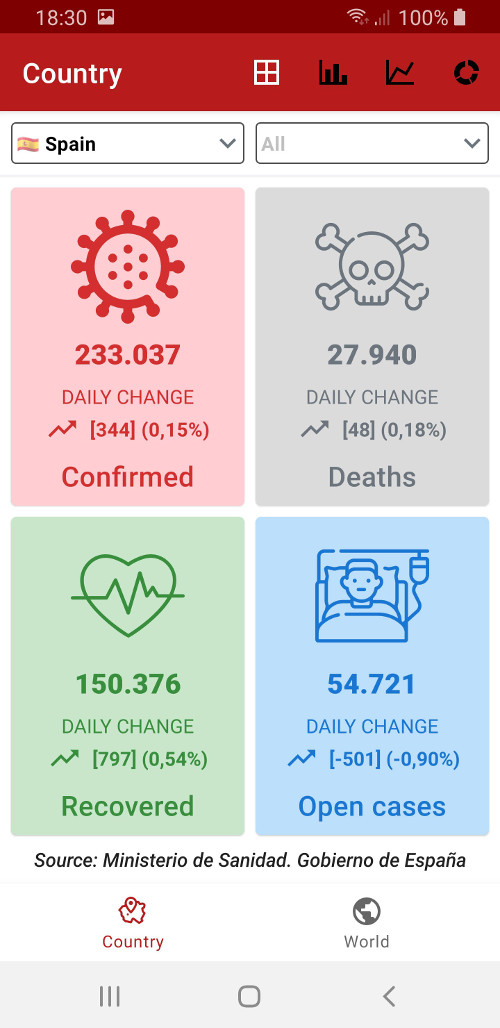 18:30 100%
Country
Spain All
233.037
DAILY CHANGE
[344] (0,15%)
Confirmed
27.940
DAILY CHANGE
[48] (0,18%)
Deaths
150.376
DAILY CHANGE
[797] (0,54%)
Recovered
54.721
DAILY CHANGE
[-501] (-0,90%)
Open cases
Source: Ministerio de Sanidad. Gobierno de España
Country World